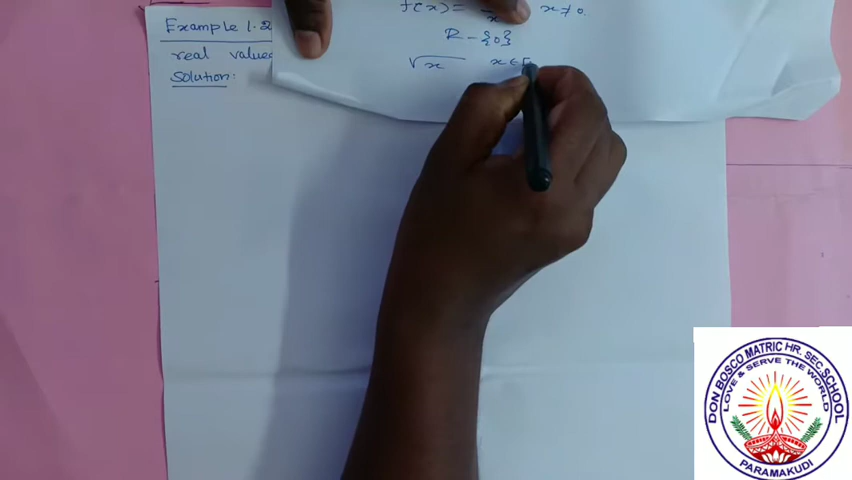 Example 1.2
real values
Solution:
f(x) = x x≠0.
R - {0}
√x x∈[
DON BOSCO MATRIC HR. SEC. SCHOOL
LOVE & SERVE THE WORLD
PARAMAKUDI